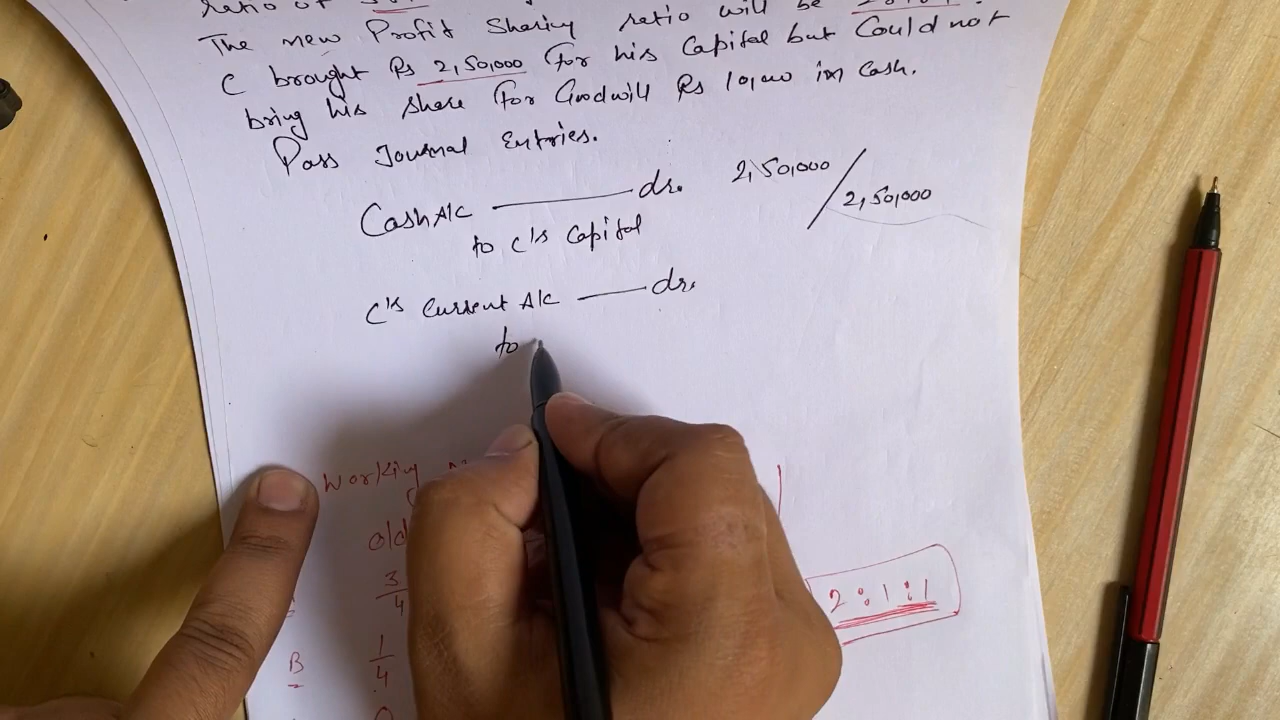 ratio of
The new Profit Sharing ratio will be
C brought Rs 2,50,000 for his Capital but Could not
bring his share for Goodwill Rs 10,000 in Cash.
Pass Journal Entries.
Cash A/C dr. 2,50,000
to C's Capital 2,50,000
C's Current A/C dr.
to
Working
old
3/4
2:1:1
B 1/4